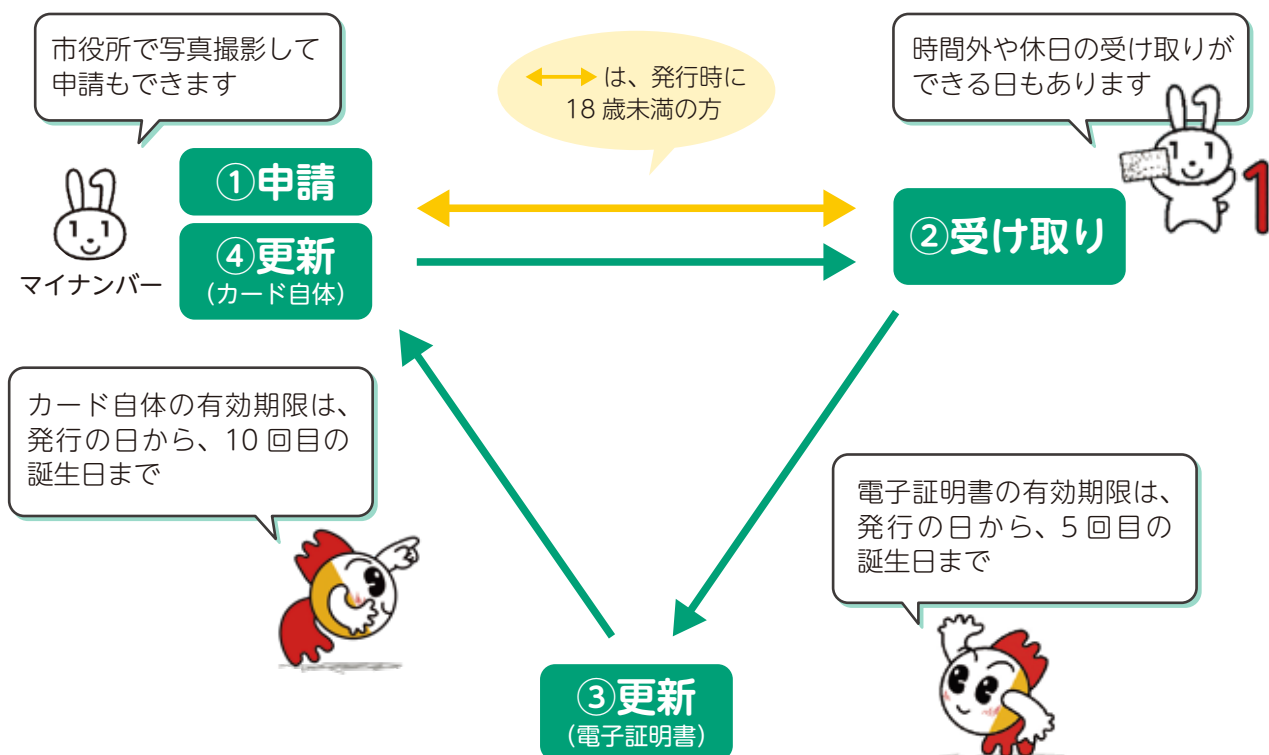 市役所で写真撮影して
申請もできます
は、発行時に
18歳未満の方
時間外や休日の受け取りが
できる日もあります
マイナンバー
①申請
④更新
（カード自体）
②受け取り
1
カード自体の有効期限は、
発行の日から、10回目の
誕生日まで
電子証明書の有効期限は、
発行の日から、5回目の
誕生日まで
③更新
（電子証明書）